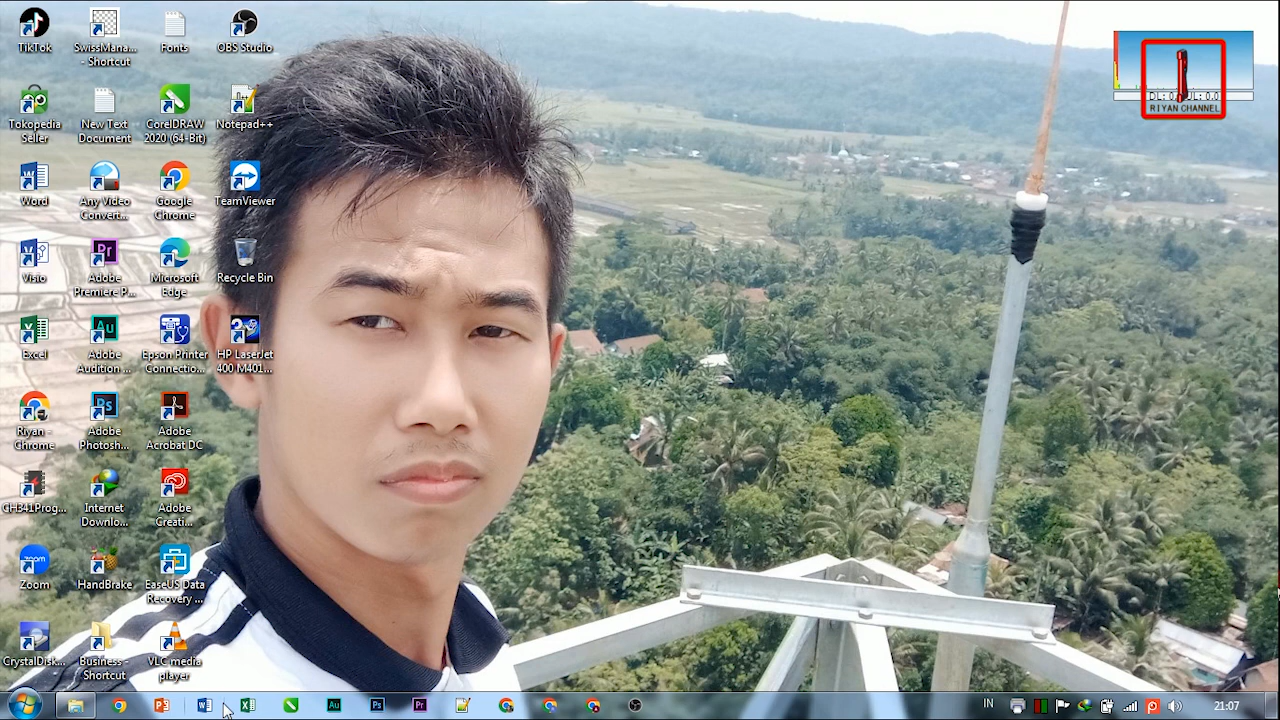 TikTok
SwissMana...
- Shortcut
Fonts
OBS Studio
Tokopedia
Seller
New Text
Document
CorelDRAW
2020 (64-Bit)
Notepad++
Word
Any Video
Convert...
Google
Chrome
TeamViewer
Visio
Adobe
Premiere P...
Microsoft
Edge
Recycle Bin
Excel
Adobe
Audition ...
Epson Printer
Connectio...
HP LaserJet
400 M401...
Riyan -
Chrome
Adobe
Photosh...
Adobe
Acrobat DC
CH341Prog...
Internet
Downlo...
Adobe
Creati...
zoom
Zoom
HandBrake
EaseUS Data
Recovery ...
CrystalDisk...
Business -
Shortcut
VLC media
player
RIYAN CHANNEL
IN
21:07